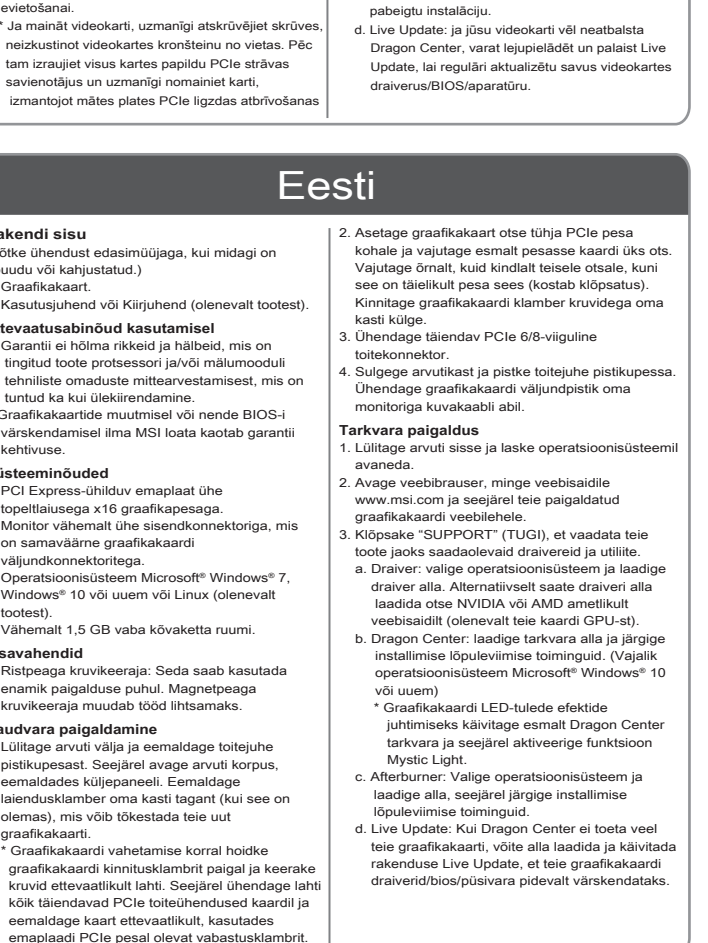 evietošanai.
* Ja maināt videokarti, uzmanīgi atskrūvējiet skrūves,
neizkustinot videokartes kronšteinu no vietas. Pēc
tam izraujiet visus kartes papildu PCIe strāvas
savienotājus un uzmanīgi nomainiet karti,
izmantojot mātes plates PCIe ligzdas atbrīvošanas
pabeigtu instalāciju.
d. Live Update: ja jūsu videokarti vēl neatbalsta
Dragon Center, varat lejupielādēt un palaist Live
Update, lai regulāri aktualizētu savus videokartes
draiverus/BIOS/aparatūru.
Eesti
akendi sisu
õtke ühendust edasimüüjaga, kui midagi on
uudu või kahjustatud.)
Graafikakaart.
Kasutusjuhend või Kiirjuhend (olenevalt tootest).
tevaatusabinõud kasutamisel
Garantii ei hõlma rikkeid ja hälbeid, mis on
tingitud toote protsessori ja/või mälumooduli
tehniliste omaduste mittearvestamisest, mis on
tuntud ka kui ülekiirendamine.
Graafikakaartide muutmisel või nende BIOS-i
värskendamisel ilma MSI loata kaotab garantii
kehtivuse.
üsteeminõuded
PCI Express-ühilduv emaplaat ühe
topeltlaiusega x16 graafikapesaga.
Monitor vähemalt ühe sisendkonnektoriga, mis
on samaväärne graafikakaardi
väljundkonnektoritega.
Operatsioonisüsteem Microsoft® Windows® 7,
Windows® 10 või uuem või Linux (olenevalt
tootest).
Vähemalt 1,5 GB vaba kõvaketta ruumi.
savahendid
Ristpeaga kruvikeeraja: Seda saab kasutada
enamik paigalduse puhul. Magnetpeaga
kruvikeeraja muudab tööd lihtsamaks.
audvara paigaldamine
Lülitage arvuti välja ja eemaldage toitejuhe
pistikupesast. Seejärel avage arvuti korpus,
eemaldades küljepaneeli. Eemaldage
laiendusklamber oma kasti tagant (kui see on
olemas), mis võib tõkestada teie uut
graafikakaarti.
* Graafikakaardi vahetamise korral hoidke
graafikakaardi kinnitusklambrit paigal ja keerake
kruvid ettevaatlikult lahti. Seejärel ühendage lahti
kõik täiendavad PCIe toiteühendused kaardil ja
eemaldage kaart ettevaatlikult, kasutades
emaplaadi PCIe pesal olevat vabastusklambrit.
2. Asetage graafikakaart otse tühja PCIe pesa
kohale ja vajutage esmalt pesasse kaardi üks ots.
Vajutage õrnalt, kuid kindlalt teisele otsale, kuni
see on täielikult pesa sees (kostab klõpsatus).
Kinnitage graafikakaardi klamber kruvidega oma
kasti külge.
3. Ühendage täiendav PCIe 6/8-viiguline
toitekonnektor.
4. Sulgege arvutikast ja pistke toitejuhe pistikupessa.
Ühendage graafikakaardi väljundpistik oma
monitoriga kuvakaabli abil.
Tarkvara paigaldus
1. Lülitage arvuti sisse ja laske operatsioonisüsteemil
avaneda.
2. Avage veebibrauser, minge veebisaidile
www.msi.com ja seejärel teie paigaldatud
graafikakaardi veebilehele.
3. Klõpsake “SUPPORT” (TUGI), et vaadata teie
toote jaoks saadaolevaid draivereid ja utiliite.
a. Draiver: valige operatsioonisüsteem ja laadige
draiver alla. Alternatiivselt saate draiveri alla
laadida otse NVIDIA või AMD ametlikult
veebisaidilt (olenevalt teie kaardi GPU-st).
b. Dragon Center: laadige tarkvara alla ja järgige
installimise lõpuleviimise toiminguid. (Vajalik
operatsioonisüsteem Microsoft® Windows® 10
või uuem)
* Graafikakaardi LED-tulede efektide
juhtimiseks käivitage esmalt Dragon Center
tarkvara ja seejärel aktiveerige funktsioon
Mystic Light.
c. Afterburner: Valige operatsioonisüsteem ja
laadige alla, seejärel järgige installimise
lõpuleviimise toiminguid.
d. Live Update: Kui Dragon Center ei toeta veel
teie graafikakaarti, võite alla laadida ja käivitada
rakenduse Live Update, et teie graafikakaardi
draiverid/bios/püsivara pidevalt värskendataks.